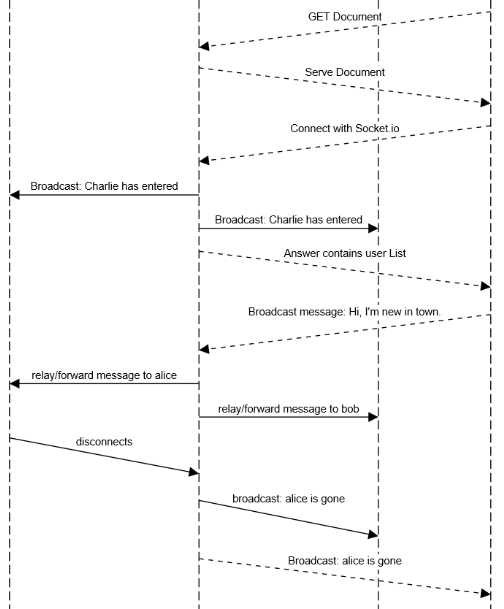 GET Document
Serve Document
Connect with Socket.io
Broadcast: Charlie has entered
Broadcast: Charlie has entered
Answer contains user List
Broadcast message: Hi, I'm new in town.
relay/forward message to alice
relay/forward message to bob
disconnects
broadcast: alice is gone
Broadcast: alice is gone